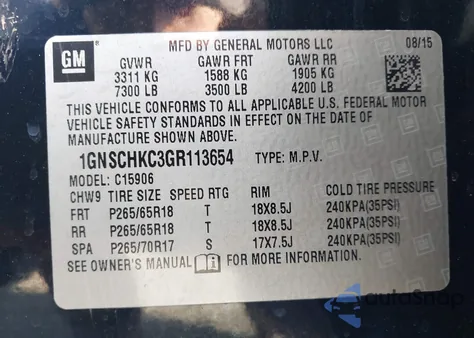 GM
MFD BY GENERAL MOTORS LLC 08/15
GVWR GAWR FRT GAWR RR
3311 KG 1588 KG 1905 KG
7300 LB 3500 LB 4200 LB
THIS VEHICLE CONFORMS TO ALL APPLICABLE U.S. FEDERAL MOTOR
VEHICLE SAFETY STANDARDS IN EFFECT ON THE DATE OF
MANUFACTURE SHOWN ABOVE.
1GNSCHKC3GR113654 TYPE: M.P.V.
MODEL: C15906
CHW9 TIRE SIZE SPEED RTG RIM COLD TIRE PRESSURE
FRT P265/65R18 T 18X8.5J 240KPA(35PSI)
RR P265/65R18 T 18X8.5J 240KPA(35PSI)
SPA P265/70R17 S 17X7.5J 240KPA(35PSI)
SEE OWNER'S MANUAL FOR MORE INFORMATION.
AutoSnap